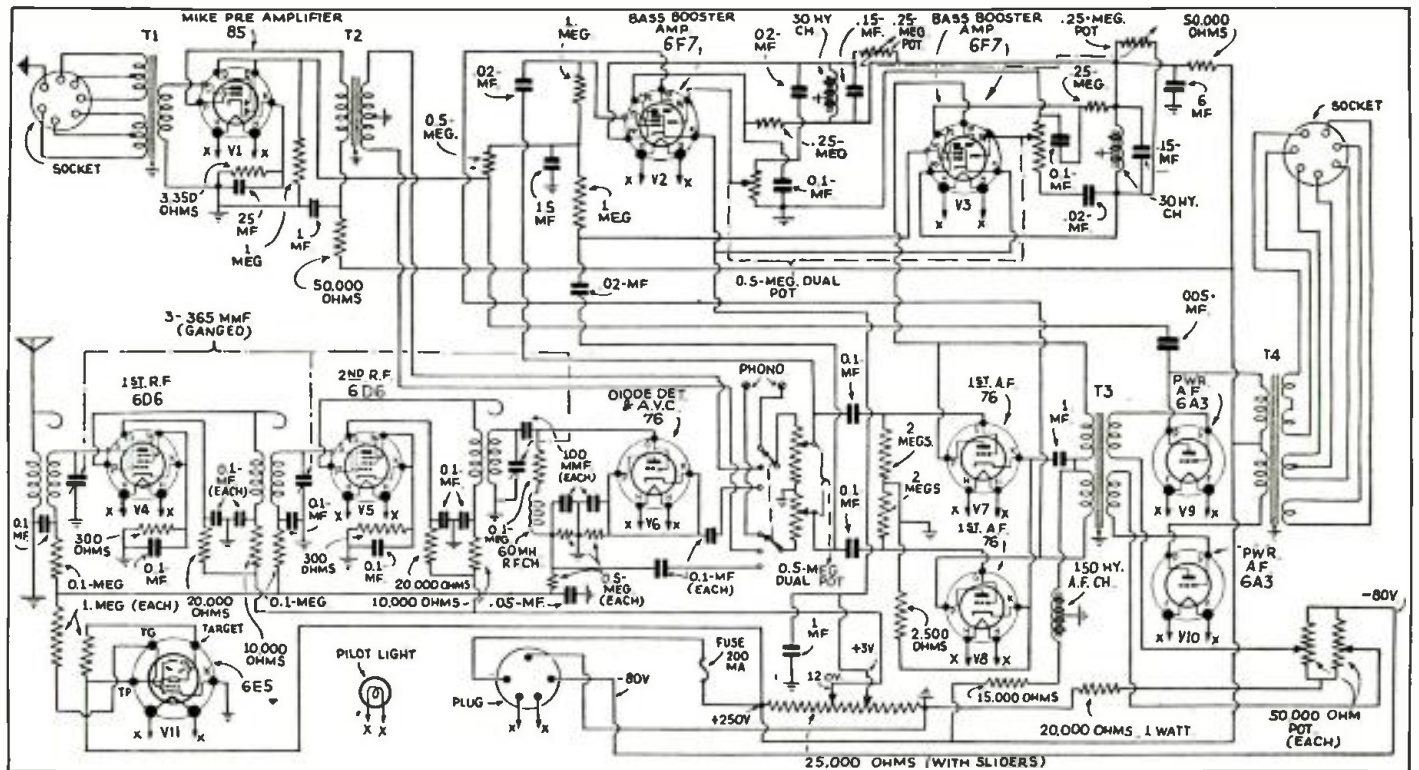 MIKE PRE AMPLIFIER
85
T1
T2
SOCKET
V1
X
X
3,350
OHMS
25
MF
1
MEG
1
MF
50,000
OHMS
0.5-
MEG.
02-
MF
1.
MEG
.15
MF
1
MEG
02-MF
BASS BOOSTER
AMP
6F7
V2
X
X
02-
MF
30 HY
CH
.15-
MF.
.25-
MEG
POT
.25-
MEG
0.1-
MF
0.5-MEG. DUAL
POT
BASS BOOSTER
AMP
6F7
V3
X
X
.25-MEG.
POT
50,000
OHMS
.25-
MEG
6
MF
.15-
MF
0.1-
MF
.02-
MF
30 HY.
CH
SOCKET
3-365 MMF
(GANGED)
1ST. R.F
6D6
V4
X
X
2ND R.F
6D6
V5
X
X
DIODE DET.
& A.V.C.
76
V6
X
X
PHONO
0.1-
MF
0.1
MF
1ST. A.F
76
V7
X
X
1ST. A.F
76
V8
X
X
2
MEGS.
2
MEGS
1
MF
T3
005-
MF.
PWR
A.F
6A3
V9
X
X
T4
PWR.
A.F
6A3
V10
X
X
0.1
MF.
300
OHMS
0.1-
MF
0.1-
MF
(EACH)
0.1-
MF
300
OHMS
0.1-
MF.
0.1-
MF
100
MMF
(EACH)
0.1-
MEG
60 MH
RFCH
0.5-
MEG
(EACH)
0.1-MF
(EACH)
0.5-MEG
DUAL
POT
0.1-MEG
1. MEG (EACH)
20,000
OHMS
0.1-MEG
10,000
OHMS
20,000
OHMS
10,000 OHMS-
.05-MF.
1
MF
2,500
OHMS
150 HY.
A.F. CH.
15,000 OHMS
TG
TARGET
6E5
TP
V11
X
X
PILOT LIGHT
X
X
PLUG
X
X
-80V
FUSE
200
MA
+250V
+3V
25,000 OHMS (WITH SLIDERS)
20,000 OHMS 1 WATT
-80V
50,000 OHM
POT
(EACH)